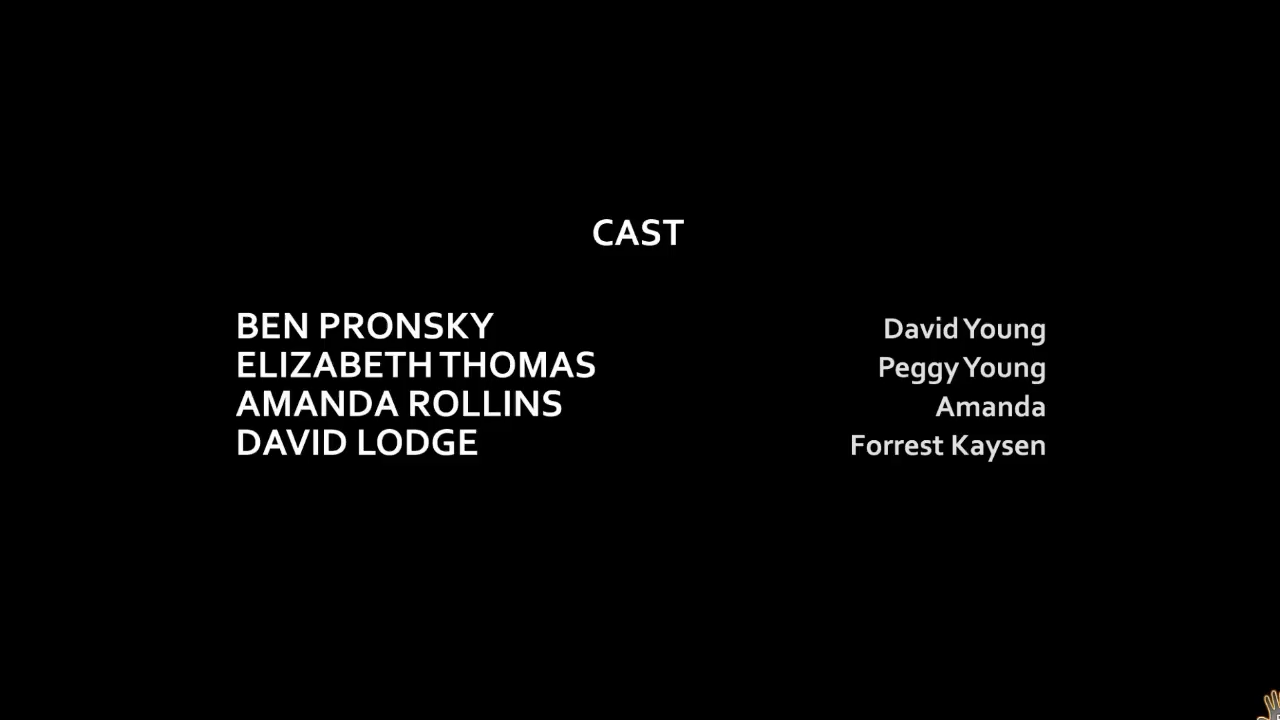 CAST
BEN PRONSKY David Young
ELIZABETH THOMAS Peggy Young
AMANDA ROLLINS Amanda
DAVID LODGE Forrest Kaysen